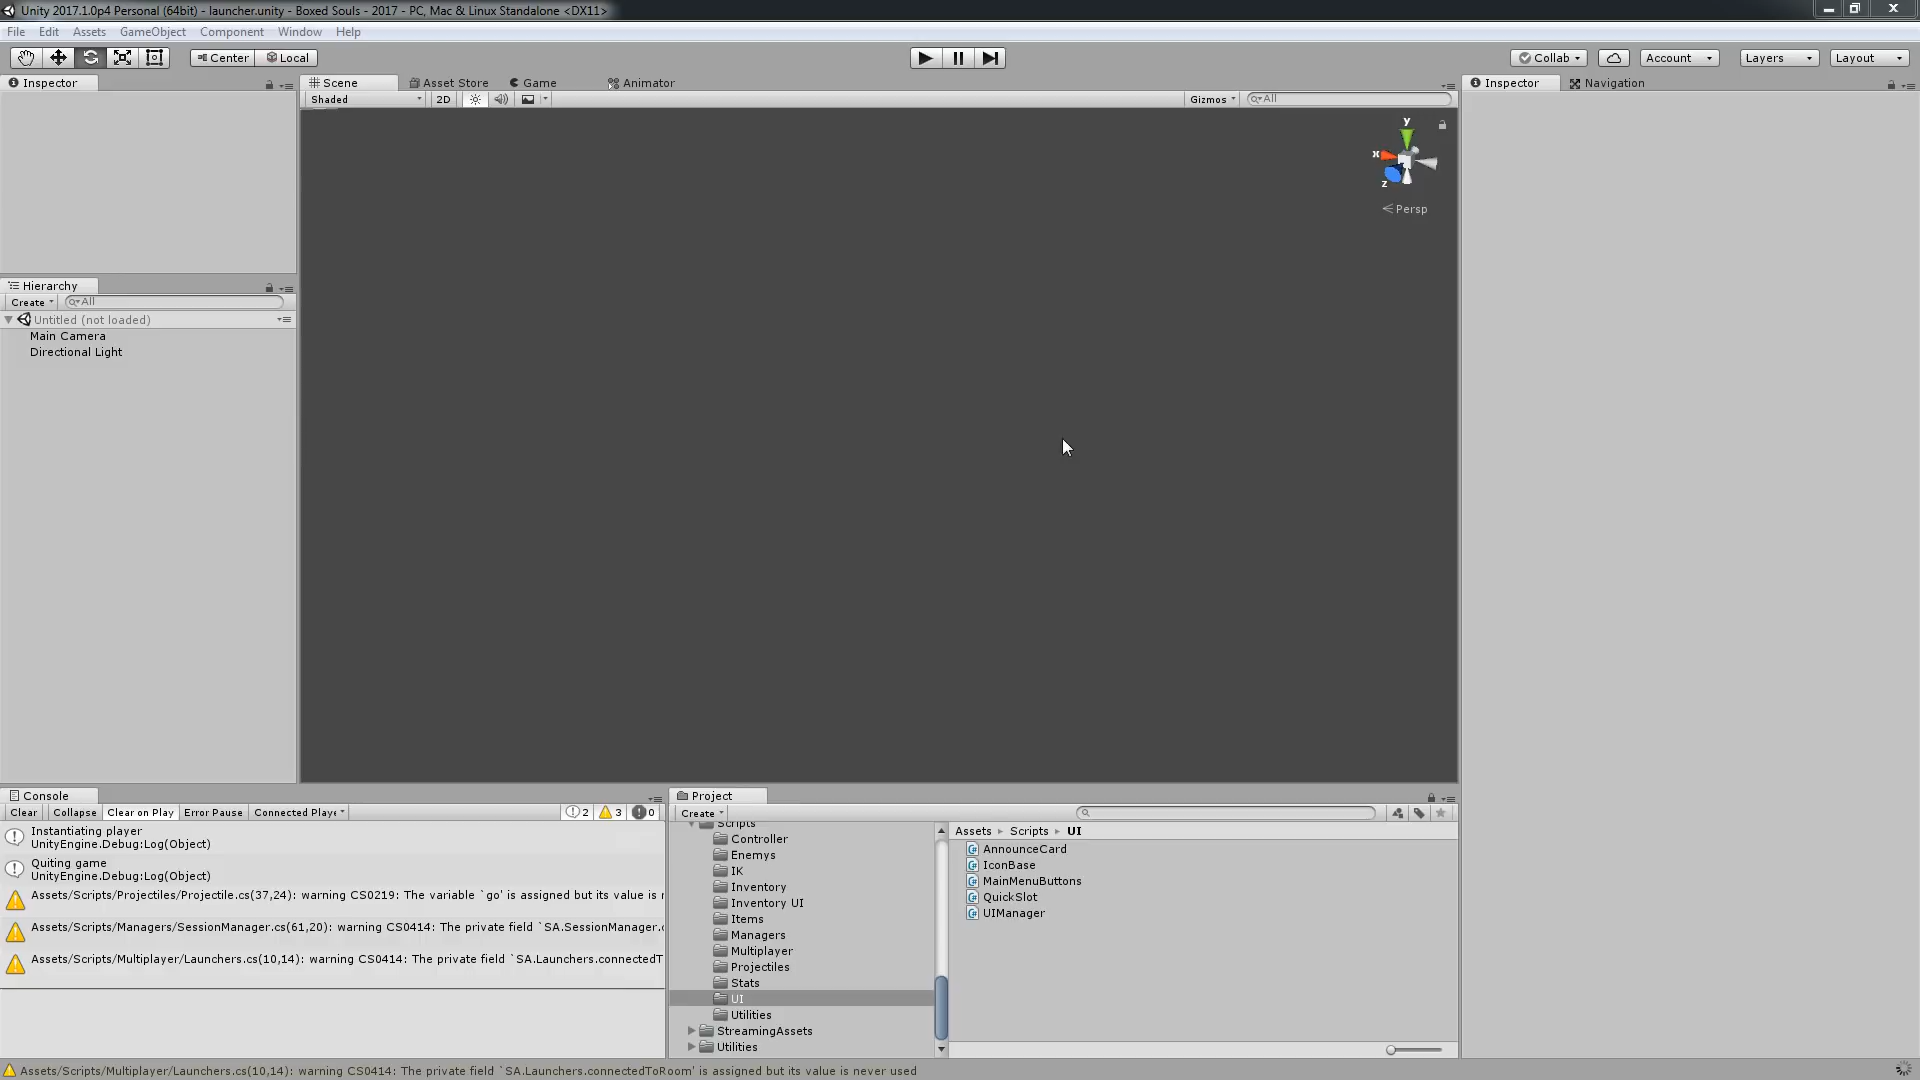 Unity 2017.1.0p4 Personal (64bit) - launcher.unity - Boxed Souls - 2017 - PC, Mac & Linux Standalone <DX11>
File Edit Assets GameObject Component Window Help
Center Local Collab Account Layers Layout
Inspector Scene Asset Store Game Animator Inspector Navigation
Shaded 2D Gizmos All
y
x
z
Persp
Hierarchy
Create All
Untitled (not loaded)
Main Camera
Directional Light
Console
Clear Collapse Clear on Play Error Pause Connected Playe 2 3 0
Instantiating player
UnityEngine.Debug:Log(Object)
Quiting game
UnityEngine.Debug:Log(Object)
Assets/Scripts/Projectiles/Projectile.cs(37,24): warning CS0219: The variable `go' is assigned but its value is
Assets/Scripts/Managers/SessionManager.cs(61,20): warning CS0414: The private field `SA.SessionManager.
Assets/Scripts/Multiplayer/Launchers.cs(10,14): warning CS0414: The private field `SA.Launchers.connectedT
Project
Create
Scripts
Controller
Enemys
IK
Inventory
Inventory UI
Items
Managers
Multiplayer
Projectiles
Stats
UI
Utilities
StreamingAssets
Utilities
Assets Scripts UI
AnnounceCard
IconBase
MainMenuButtons
QuickSlot
UIManager
Assets/Scripts/Multiplayer/Launchers.cs(10,14): warning CS0414: The private field `SA.Launchers.connectedToRoom' is assigned but its value is never used